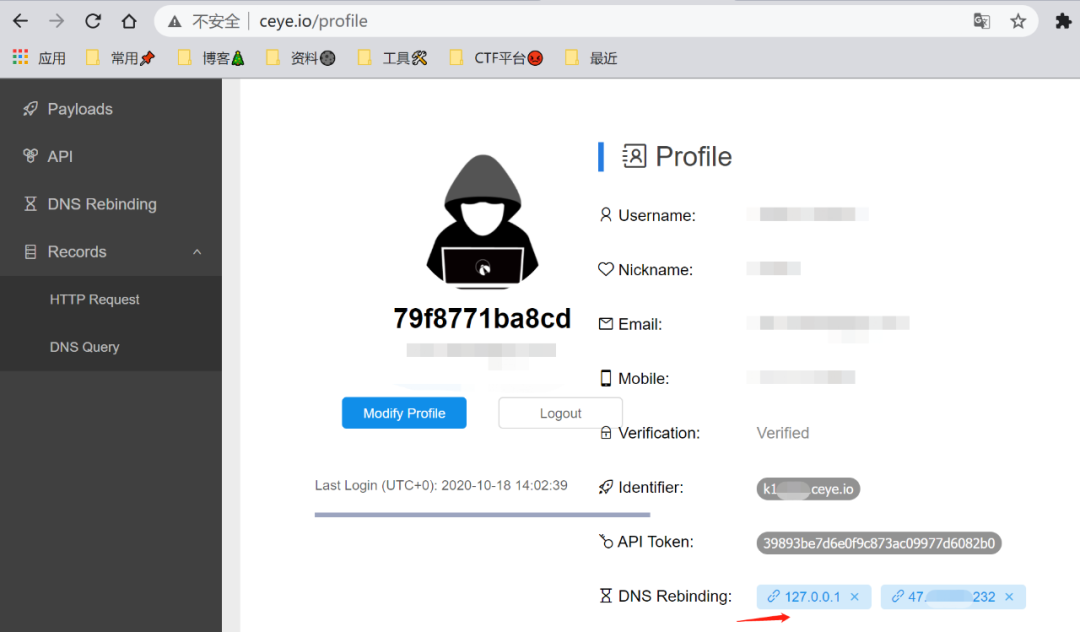 不安全 ceye.io/profile
应用 常用 博客 资料 工具 CTF平台 最近
Payloads
API
DNS Rebinding
Records
HTTP Request
DNS Query
79f8771ba8cd
Modify Profile Logout
Last Login (UTC+0): 2020-10-18 14:02:39
Profile
Username:
Nickname:
Email:
Mobile:
Verification: Verified
Identifier: k1 ceye.io
API Token: 39893be7d6e0f9c873ac09977d6082b0
DNS Rebinding: 127.0.0.1 × 47. 232 ×